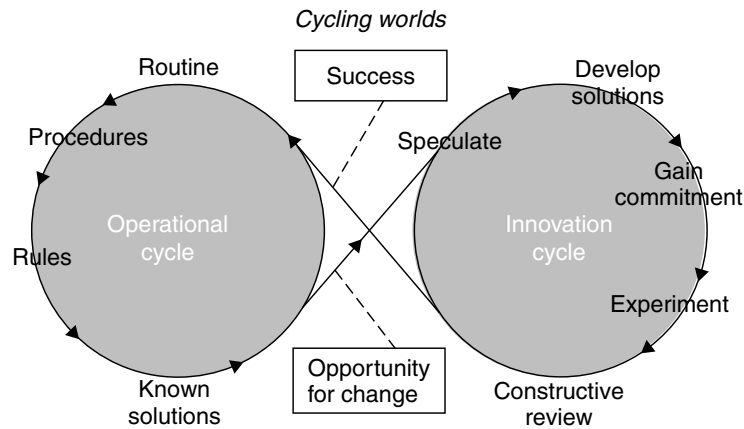 Cycling worlds
Routine
Success
Develop
solutions
Procedures
Speculate
Gain
commitment
Operational
cycle
Innovation
cycle
Rules
Experiment
Known
solutions
Opportunity
for change
Constructive
review